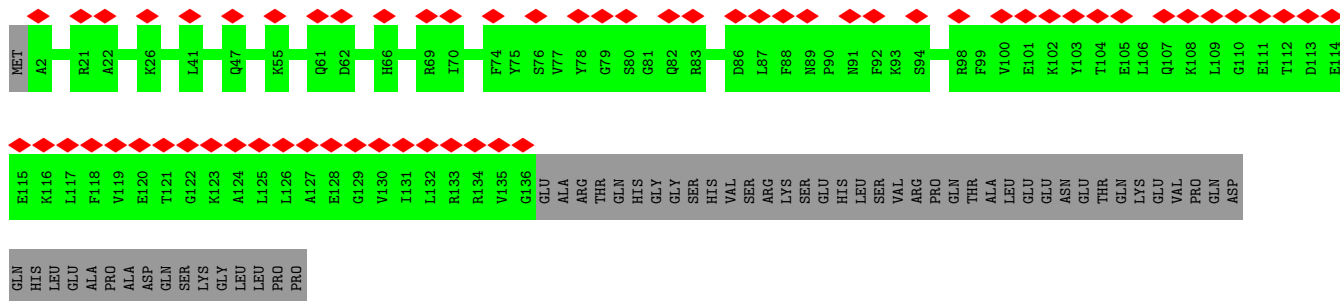 MET A2 R21 A22 K26 L41 Q47 K55 Q61 D62 H66 R69 I70 F74 Y75 S76 V77 Y78 G79 S80 G81 Q82 R83 D86 L87 F88 N89 P90 N91 F92 K93 S94 R98 F99 V100 E101 K102 Y103 T104 E105 L106 Q107 K108 L109 G110 E111 T112 D113 E114
E115 K116 L117 F118 V119 E120 T121 G122 K123 A124 L125 L126 A127 E128 G129 V130 I131 L132 R133 R134 V135 G136 GLU ALA ARG THR GLN HIS GLY GLY SER HIS VAL SER ARG LYS SER GLU HIS LEU SER VAL ARG PRO GLN THR ALA LEU GLU GLU ASN GLU THR GLN LYS GLU VAL PRO GLN ASP
GLN HIS LEU GLU ALA PRO ALA ASP GLN SER LYS GLY LEU LEU PRO PRO